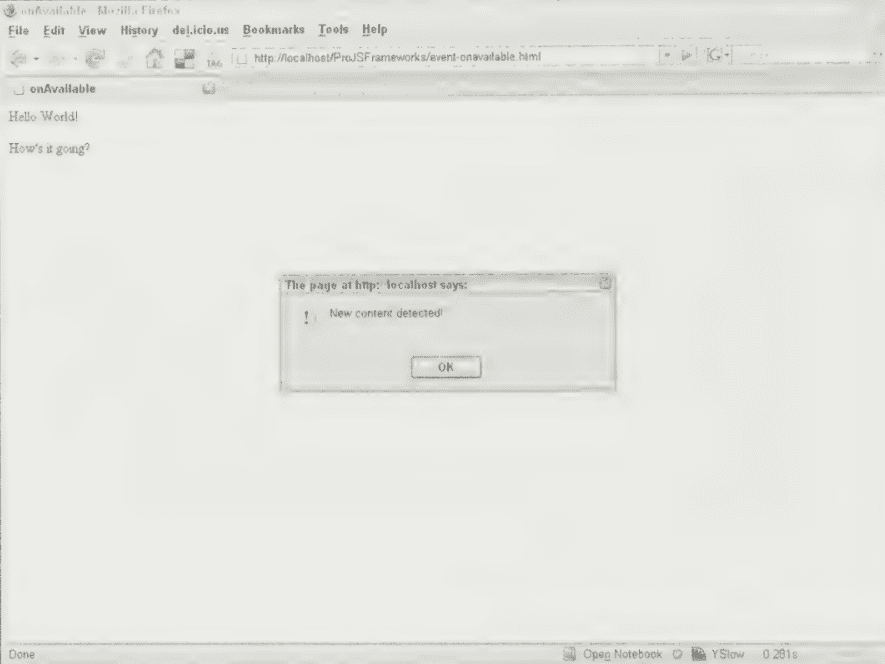 onAvailable - Mozilla Firefox
File Edit View History del.icio.us Bookmarks Tools Help
TAG http://localhost/ProJSFrameworks/event-onavailable.html G
onAvailable
Hello World!
How's it going?
The page at http: localhost says:
! New content detected!
OK
Done Open Notebook YSlow 0.281s